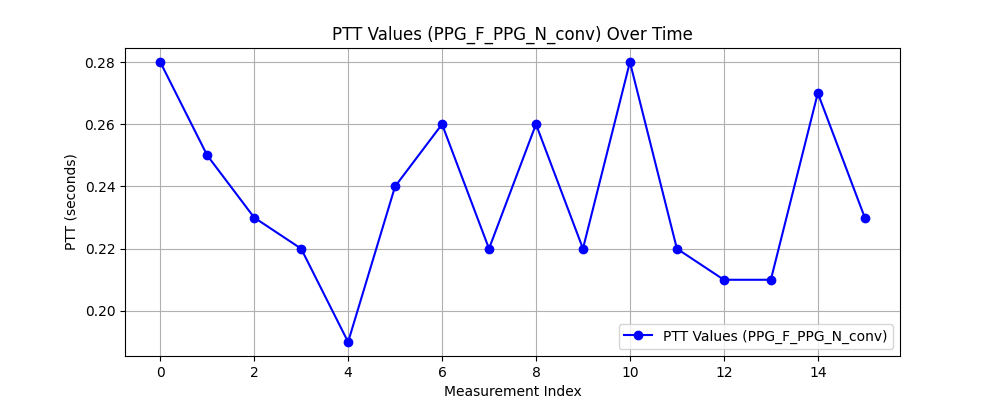 PTT Values (PPG_F_PPG_N_conv) Over Time
PTT (seconds)
0.28
0.26
0.24
0.22
0.20
PTT Values (PPG_F_PPG_N_conv)
0 2 4 6 8 10 12 14
Measurement Index